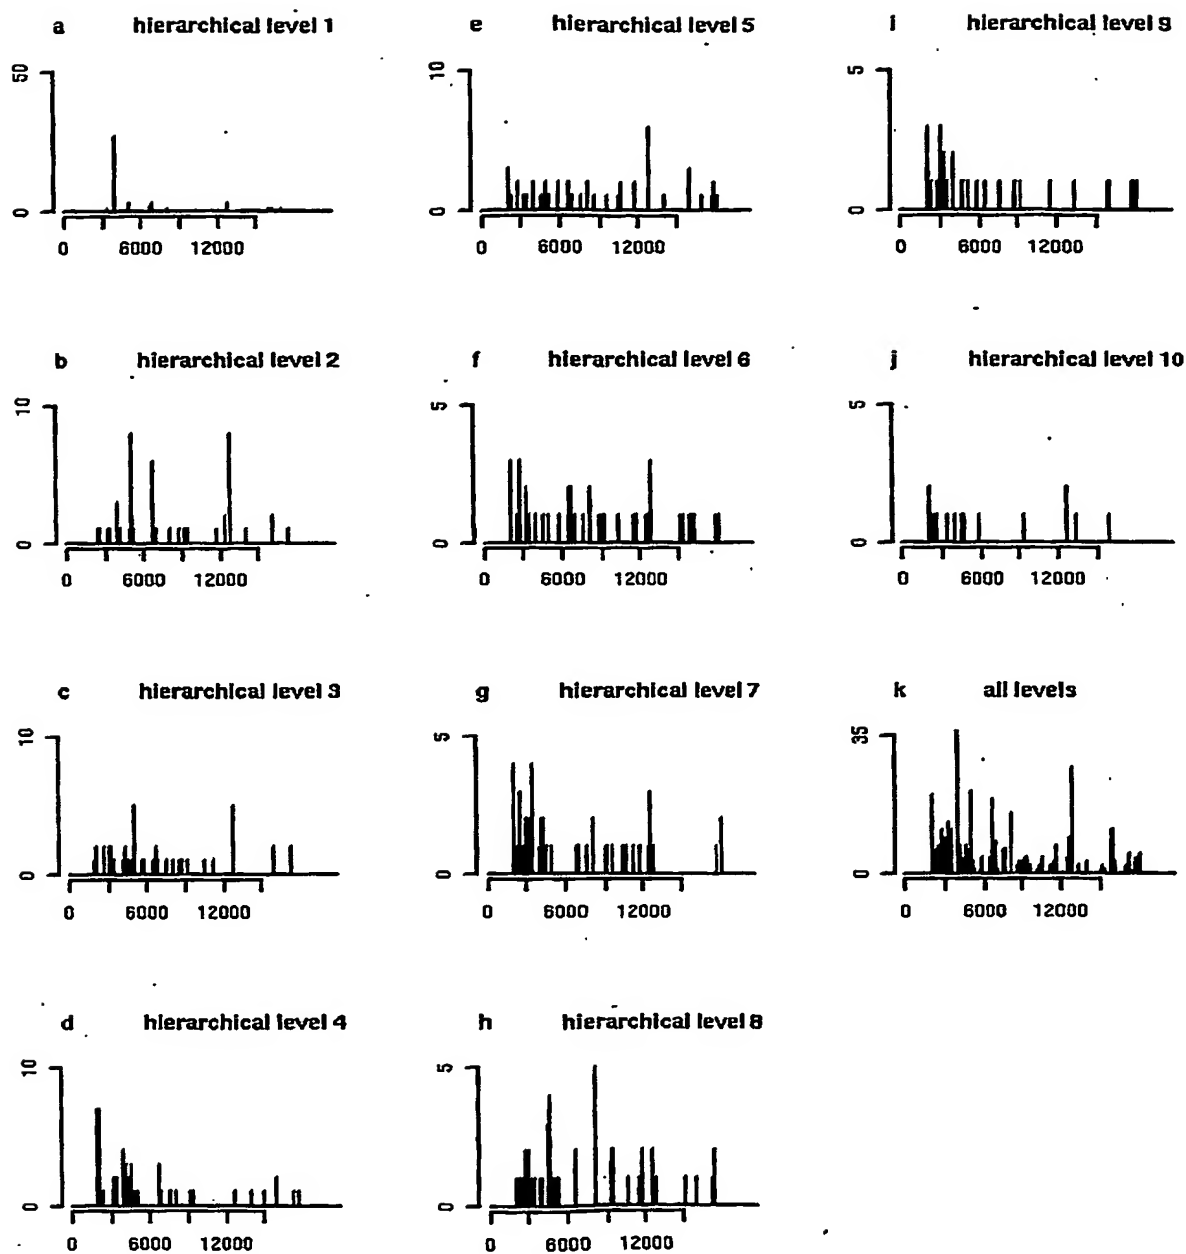 a hierarchical level 1
50
0
0 6000 12000
b hierarchical level 2
10
0
0 6000 12000
c hierarchical level 3
10
0
0 6000 12000
d hierarchical level 4
10
0
0 6000 12000
e hierarchical level 5
10
0
0 6000 12000
f hierarchical level 6
5
0
0 6000 12000
g hierarchical level 7
5
0
0 6000 12000
h hierarchical level 8
5
0
0 6000 12000
i hierarchical level 9
5
0
0 6000 12000
j hierarchical level 10
5
0
0 6000 12000
k all levels
35
0
0 6000 12000